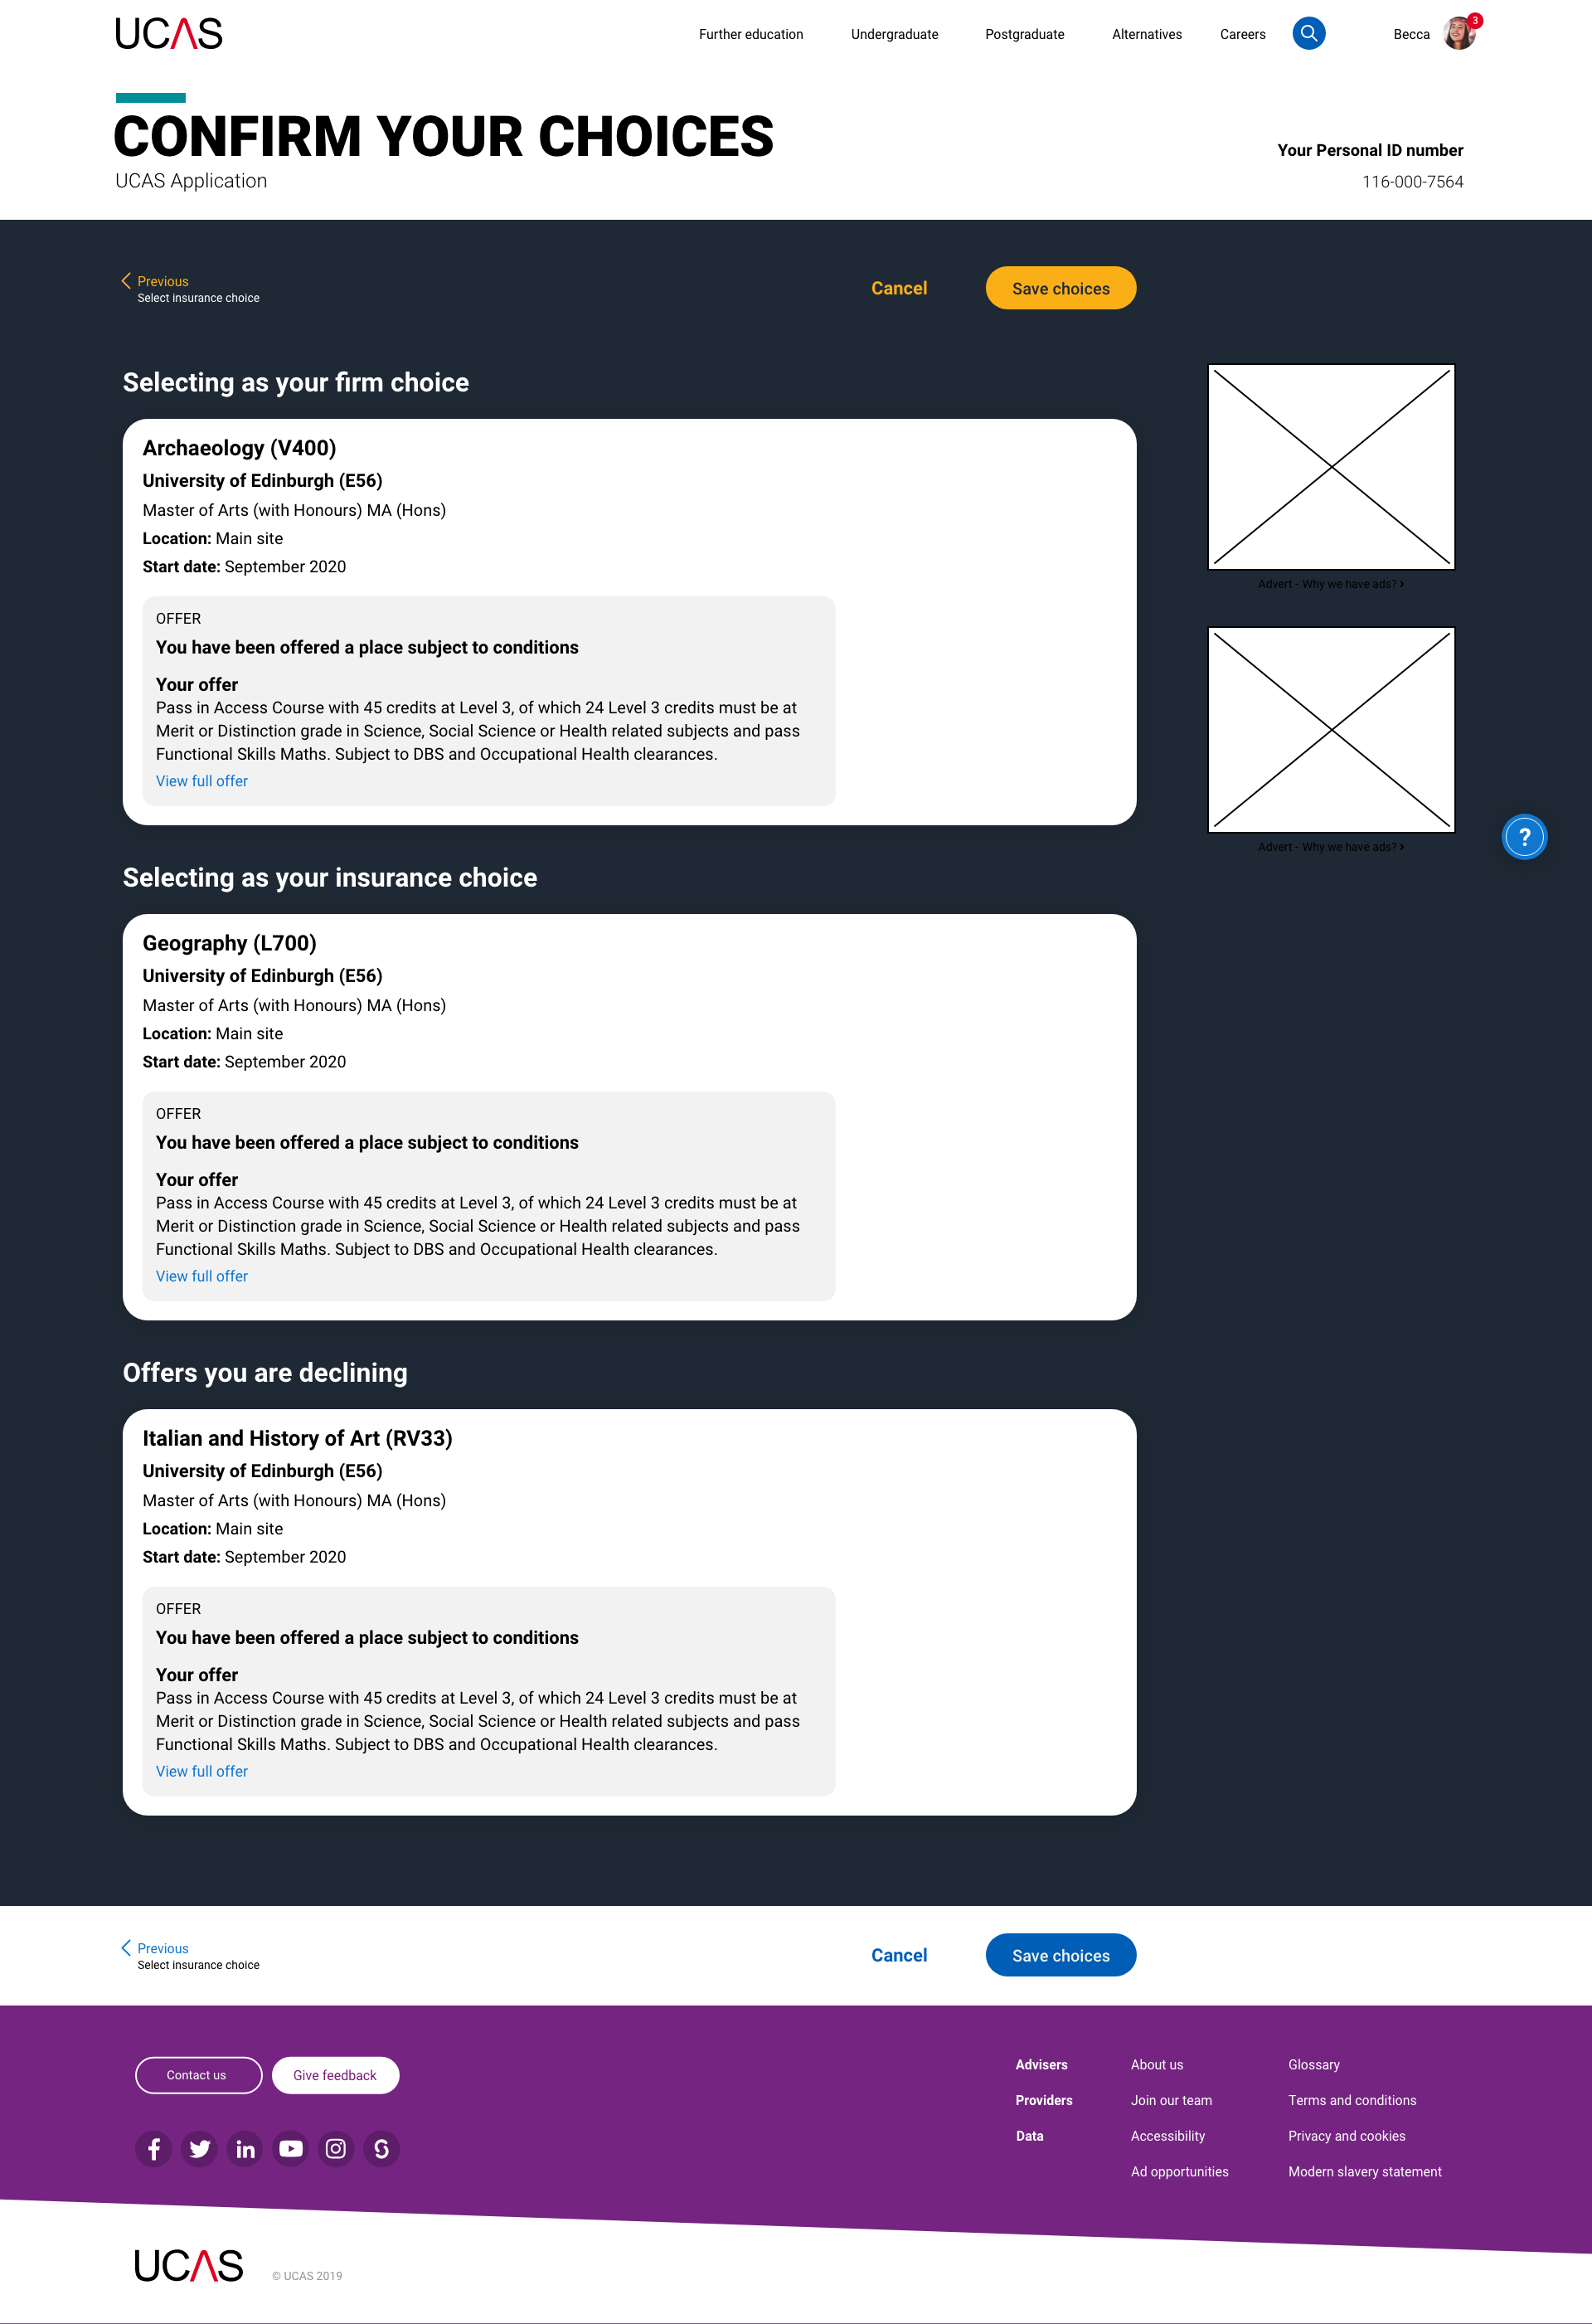 UCAS
Further education Undergraduate Postgraduate Alternatives Careers Becca 3
CONFIRM YOUR CHOICES
UCAS Application
Your Personal ID number
116-000-7564
Previous
Select insurance choice
Cancel
Save choices
Selecting as your firm choice
Archaeology (V400)
University of Edinburgh (E56)
Master of Arts (with Honours) MA (Hons)
Location: Main site
Start date: September 2020
OFFER
You have been offered a place subject to conditions
Your offer
Pass in Access Course with 45 credits at Level 3, of which 24 Level 3 credits must be at
Merit or Distinction grade in Science, Social Science or Health related subjects and pass
Functional Skills Maths. Subject to DBS and Occupational Health clearances.
View full offer
Advert - Why we have ads?
Advert - Why we have ads?
?
Selecting as your insurance choice
Geography (L700)
University of Edinburgh (E56)
Master of Arts (with Honours) MA (Hons)
Location: Main site
Start date: September 2020
OFFER
You have been offered a place subject to conditions
Your offer
Pass in Access Course with 45 credits at Level 3, of which 24 Level 3 credits must be at
Merit or Distinction grade in Science, Social Science or Health related subjects and pass
Functional Skills Maths. Subject to DBS and Occupational Health clearances.
View full offer
Offers you are declining
Italian and History of Art (RV33)
University of Edinburgh (E56)
Master of Arts (with Honours) MA (Hons)
Location: Main site
Start date: September 2020
OFFER
You have been offered a place subject to conditions
Your offer
Pass in Access Course with 45 credits at Level 3, of which 24 Level 3 credits must be at
Merit or Distinction grade in Science, Social Science or Health related subjects and pass
Functional Skills Maths. Subject to DBS and Occupational Health clearances.
View full offer
Previous
Select insurance choice
Cancel
Save choices
Contact us
Give feedback
Advisers
Providers
Data
About us
Join our team
Accessibility
Ad opportunities
Glossary
Terms and conditions
Privacy and cookies
Modern slavery statement
UCAS
© UCAS 2019